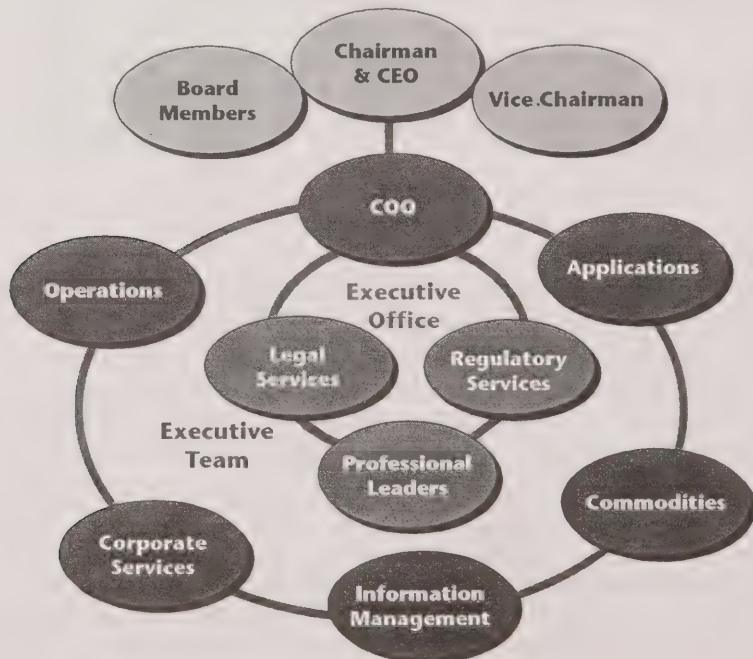 Chairman
& CEO
Board
Members
Vice.Chairman
COO
Operations
Applications
Executive
Office
Legal
Services
Regulatory
Services
Executive
Team
Professional
Leaders
Commodities
Corporate
Services
Information
Management